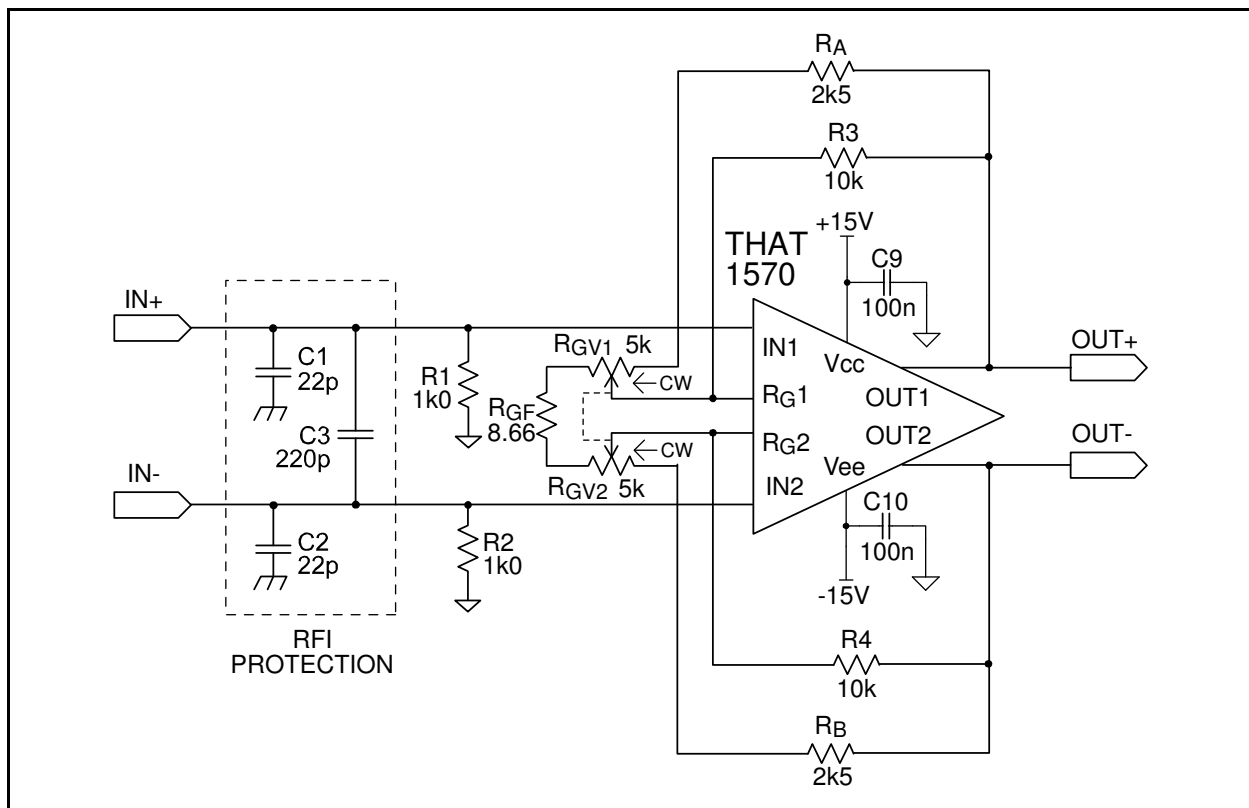 RA
2k5
R3
10k
+15V
THAT
1570
C9
100n
IN+
C1
22p
R1
1k0
RGV1 5k
←CW
IN1
Vcc
OUT+
RGF
8.66
RG1
OUT1
C3
220p
RG2
OUT2
OUT-
←CW
IN-
RGV2 5k
IN2
Vee
C10
100n
C2
22p
R2
1k0
-15V
RFI
PROTECTION
R4
10k
RB
2k5